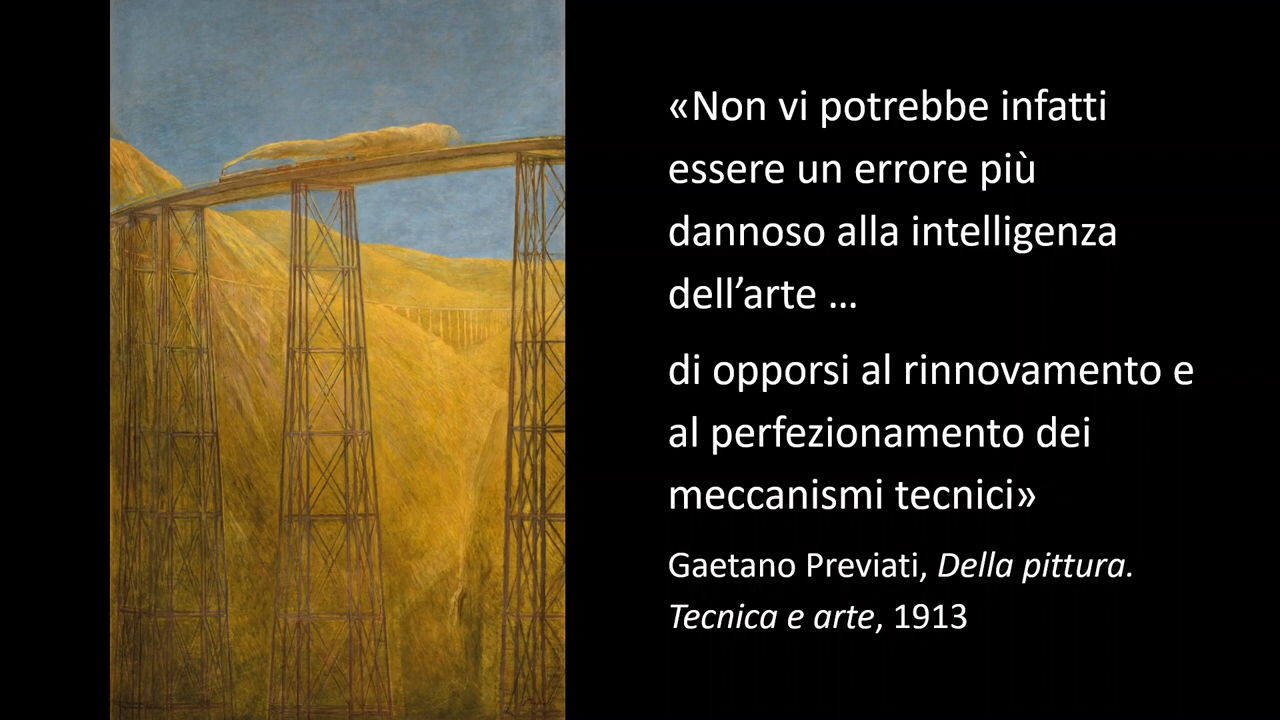 «Non vi potrebbe infatti
essere un errore più
dannoso alla intelligenza
dell’arte …
di opporsi al rinnovamento e
al perfezionamento dei
meccanismi tecnici»
Gaetano Previati, Della pittura.
Tecnica e arte, 1913